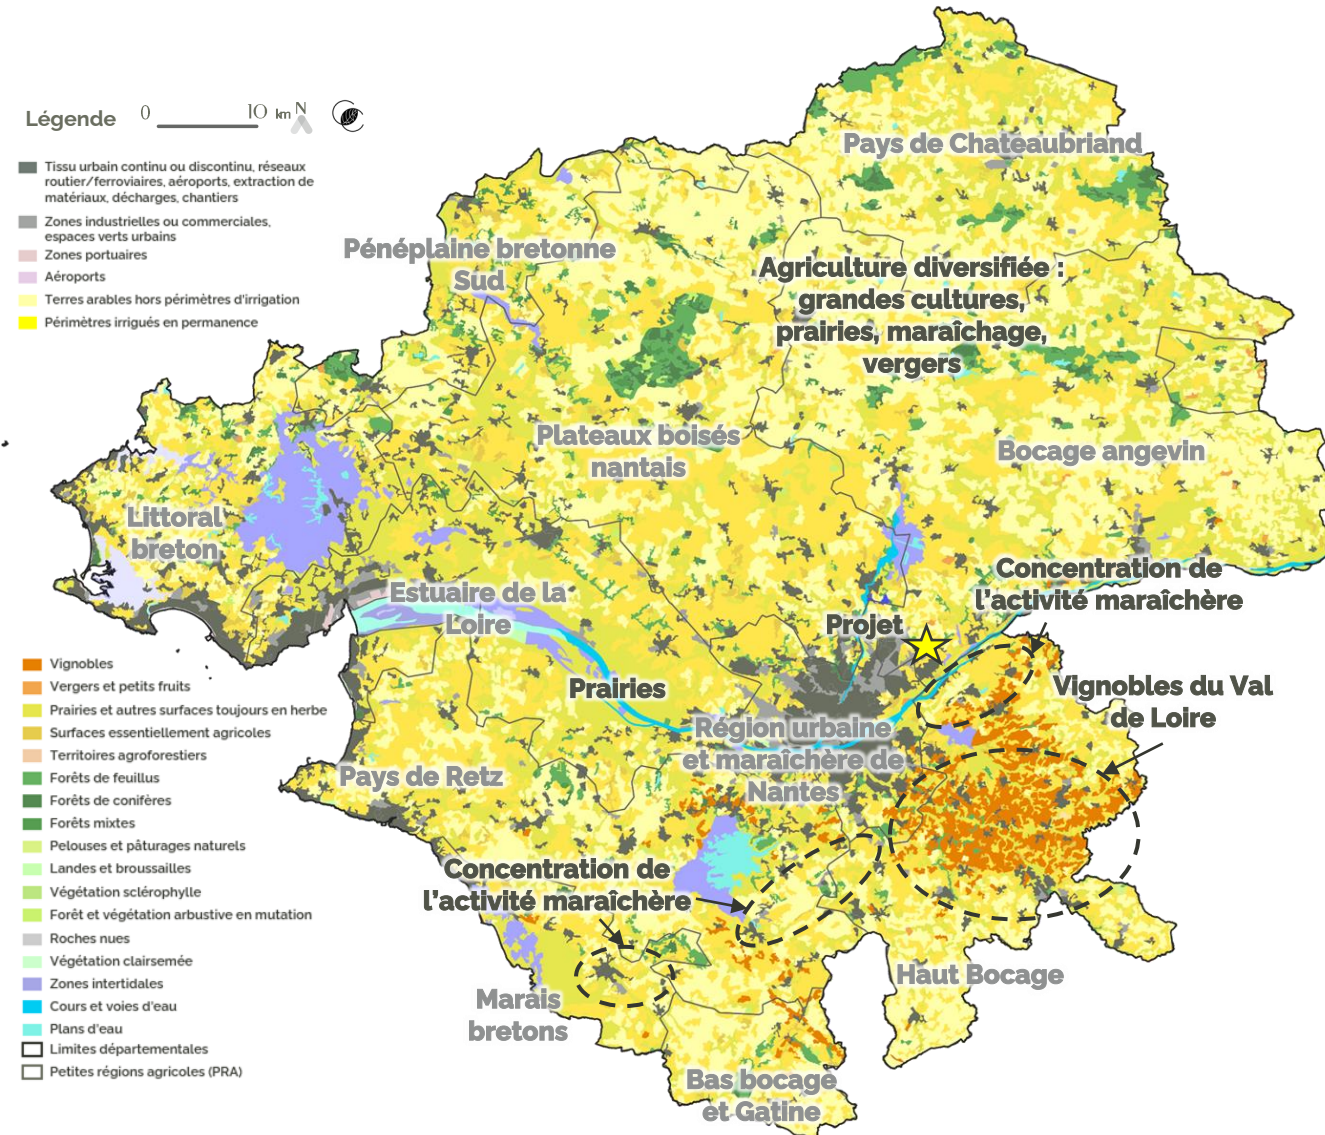 Légende
0 10 km N
Tissu urbain continu ou discontinu, réseaux
routier/ferroviaires, aéroports, extraction de
matériaux, décharges, chantiers
Zones industrielles ou commerciales,
espaces verts urbains
Zones portuaires
Aéroports
Terres arables hors périmètres d'irrigation
Périmètres irrigués en permanence
Pays de Chateaubriand
Pénéplaine bretonne
Sud
Agriculture diversifiée :
grandes cultures,
prairies, maraîchage,
vergers
Plateaux boisés
nantais
Bocage angevin
Littoral
breton
Estuaire de la
Loire
Concentration de
l'activité maraîchère
Projet
Prairies
Vignobles du Val
de Loire
Région urbaine
et maraîchère de
Nantes
Pays de Retz
Concentration de
l'activité maraîchère
Haut Bocage
Marais
bretons
Bas bocage
et Gatine
Vignobles
Vergers et petits fruits
Prairies et autres surfaces toujours en herbe
Surfaces essentiellement agricoles
Territoires agroforestiers
Forêts de feuillus
Forêts de conifères
Forêts mixtes
Pelouses et pâturages naturels
Landes et broussailles
Végétation sclérophylle
Forêt et végétation arbustive en mutation
Roches nues
Végétation clairsemée
Zones intertidales
Cours et voies d'eau
Plans d'eau
Limites départementales
Petites régions agricoles (PRA)